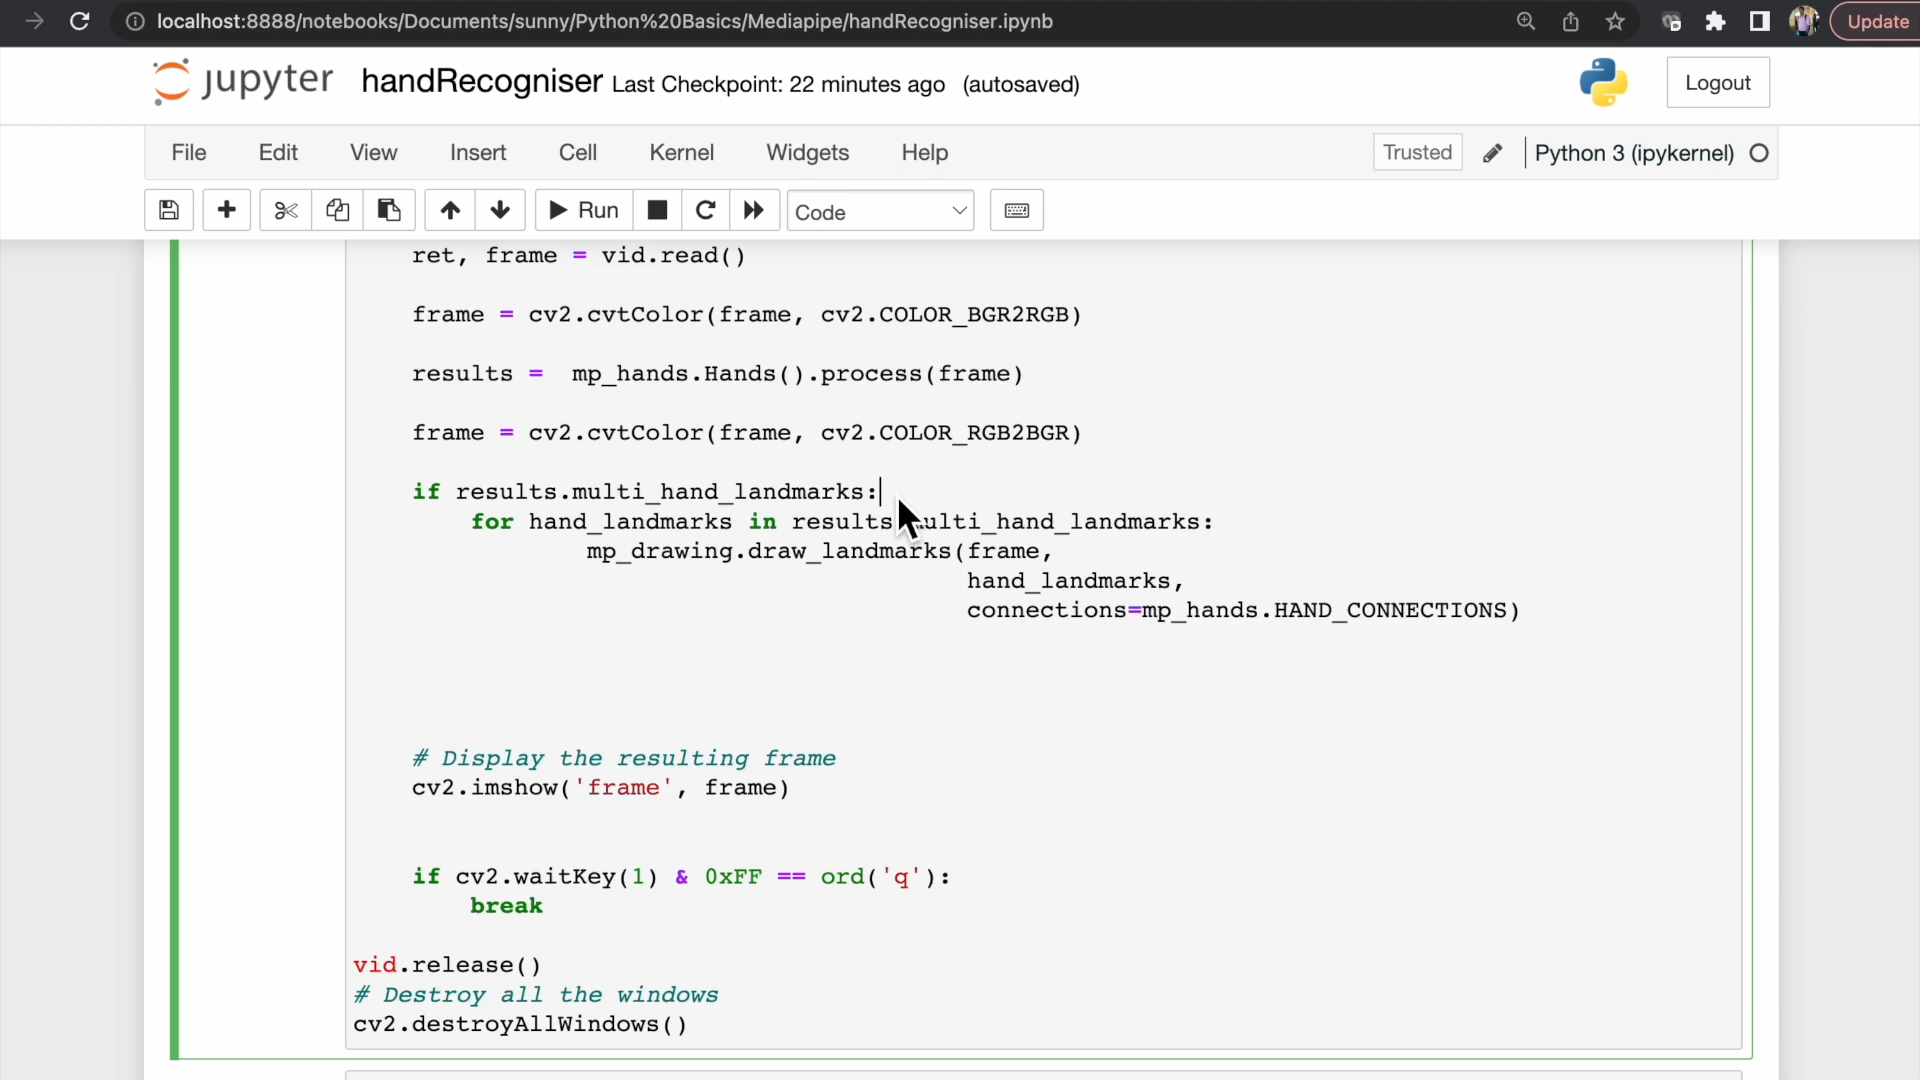 localhost:8888/notebooks/Documents/sunny/Python%20Basics/Mediapipe/handRecogniser.ipynb
Update
jupyter handRecogniser Last Checkpoint: 22 minutes ago (autosaved)
Logout
File Edit View Insert Cell Kernel Widgets Help
Trusted
Python 3 (ipykernel)
Run
Code
ret, frame = vid.read()
frame = cv2.cvtColor(frame, cv2.COLOR_BGR2RGB)
results = mp_hands.Hands().process(frame)
frame = cv2.cvtColor(frame, cv2.COLOR_RGB2BGR)
if results.multi_hand_landmarks:
for hand_landmarks in results.multi_hand_landmarks:
mp_drawing.draw_landmarks(frame,
hand_landmarks,
connections=mp_hands.HAND_CONNECTIONS)
# Display the resulting frame
cv2.imshow('frame', frame)
if cv2.waitKey(1) & 0xFF == ord('q'):
break
vid.release()
# Destroy all the windows
cv2.destroyAllWindows()